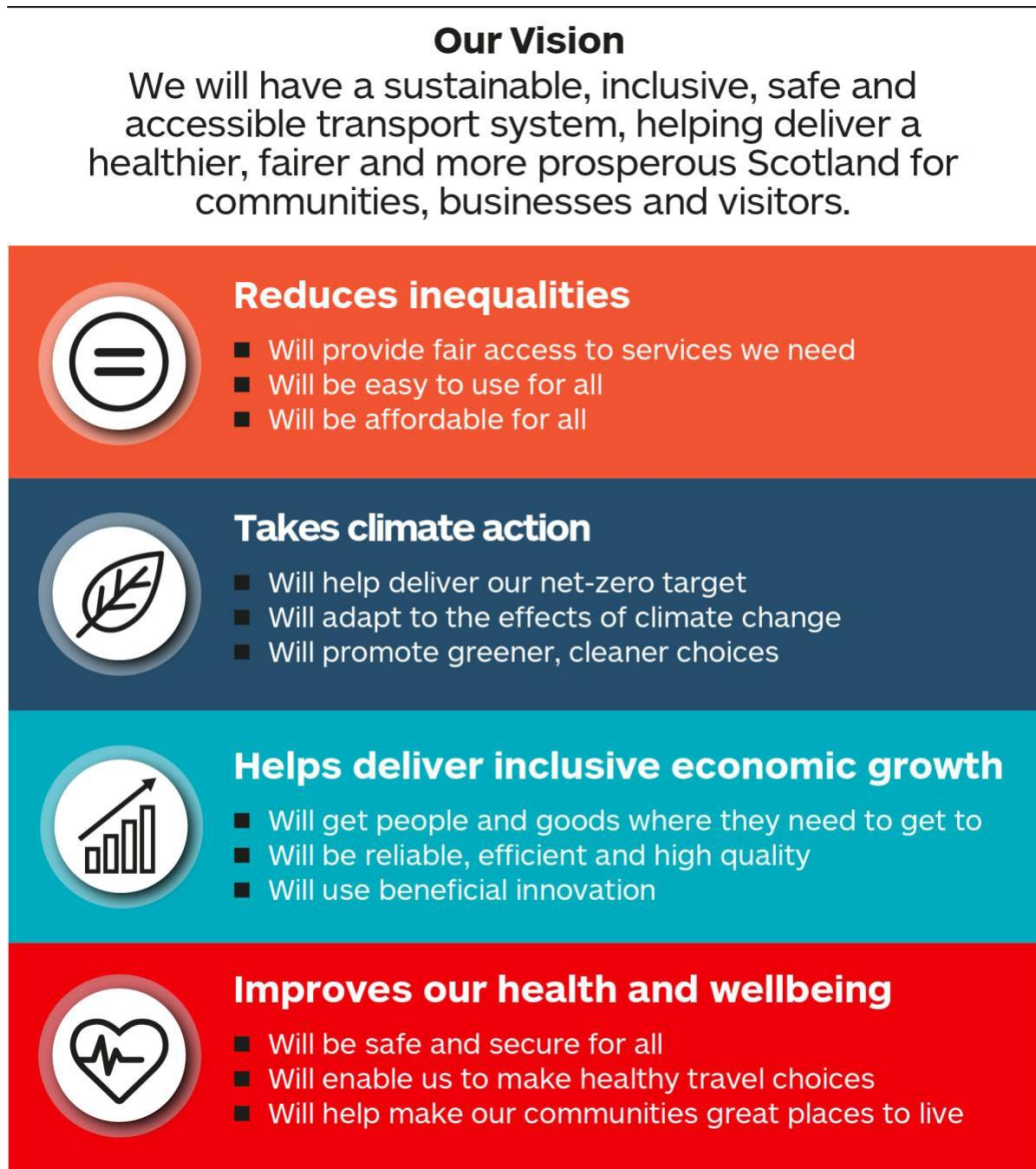 Our Vision
We will have a sustainable, inclusive, safe and
accessible transport system, helping deliver a
healthier, fairer and more prosperous Scotland for
communities, businesses and visitors.
Reduces inequalities
■ Will provide fair access to services we need
■ Will be easy to use for all
■ Will be affordable for all
Takes climate action
■ Will help deliver our net-zero target
■ Will adapt to the effects of climate change
■ Will promote greener, cleaner choices
Helps deliver inclusive economic growth
■ Will get people and goods where they need to get to
■ Will be reliable, efficient and high quality
■ Will use beneficial innovation
Improves our health and wellbeing
■ Will be safe and secure for all
■ Will enable us to make healthy travel choices
■ Will help make our communities great places to live